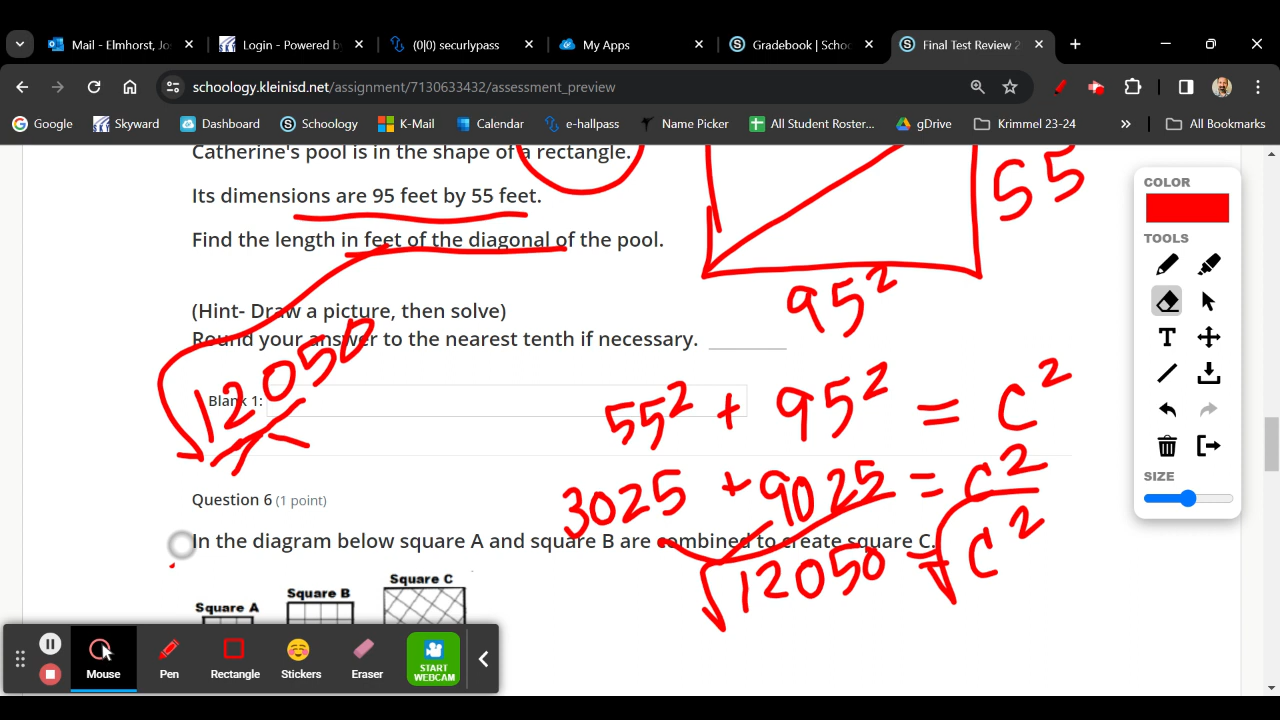 Mail - Elmhorst, Jo
Login - Powered by
(0|0) securlypass
My Apps
Gradebook | Schoo
Final Test Review 2
schoology.kleinisd.net/assignment/7130633432/assessment_preview
Google
Skyward
Dashboard
Schoology
K-Mail
Calendar
e-hallpass
Name Picker
All Student Roster...
gDrive
Krimmel 23-24
»
All Bookmarks
Catherine's pool is in the shape of a rectangle.
Its dimensions are 95 feet by 55 feet.
Find the length in feet of the diagonal of the pool.
(Hint- Draw a picture, then solve)
Round your answer to the nearest tenth if necessary. ______
Blank 1:
55
95²
√12050
55² + 95² = c²
3025 + 9025 = c²
√12050 = √c²
Question 6 (1 point)
In the diagram below square A and square B are combined to create square C.
Square A
Square B
Square C
COLOR
TOOLS
T
SIZE
Mouse
Pen
Rectangle
Stickers
Eraser
START
WEBCAM